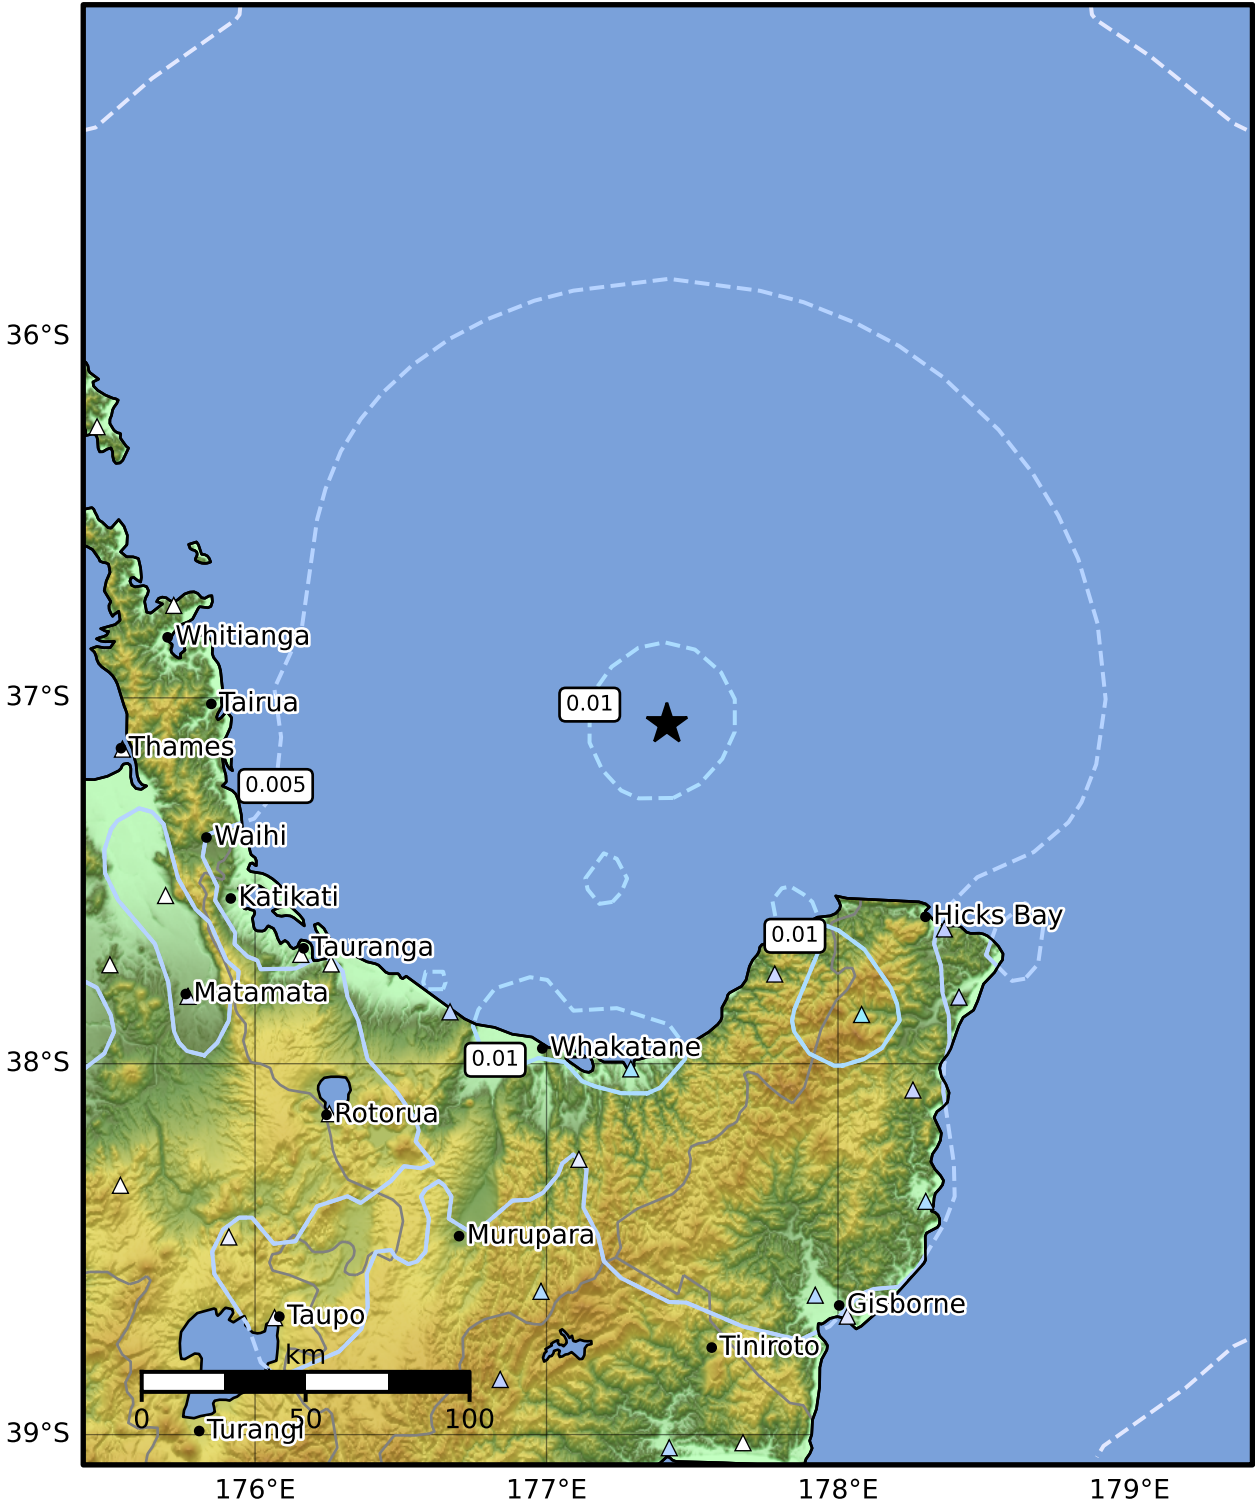 36°S
Whitianga
37°S
0.01
Tairua
Thames
0.005
Waihi
Katikati
Hicks Bay
0.01
Tauranga
Matamata
Whakatane
0.01
38°S
Rotorua
Murupara
Gisborne
Taupo
Tiniroto
km
0 50 100
Turangi
39°S
176°E 177°E 178°E 179°E